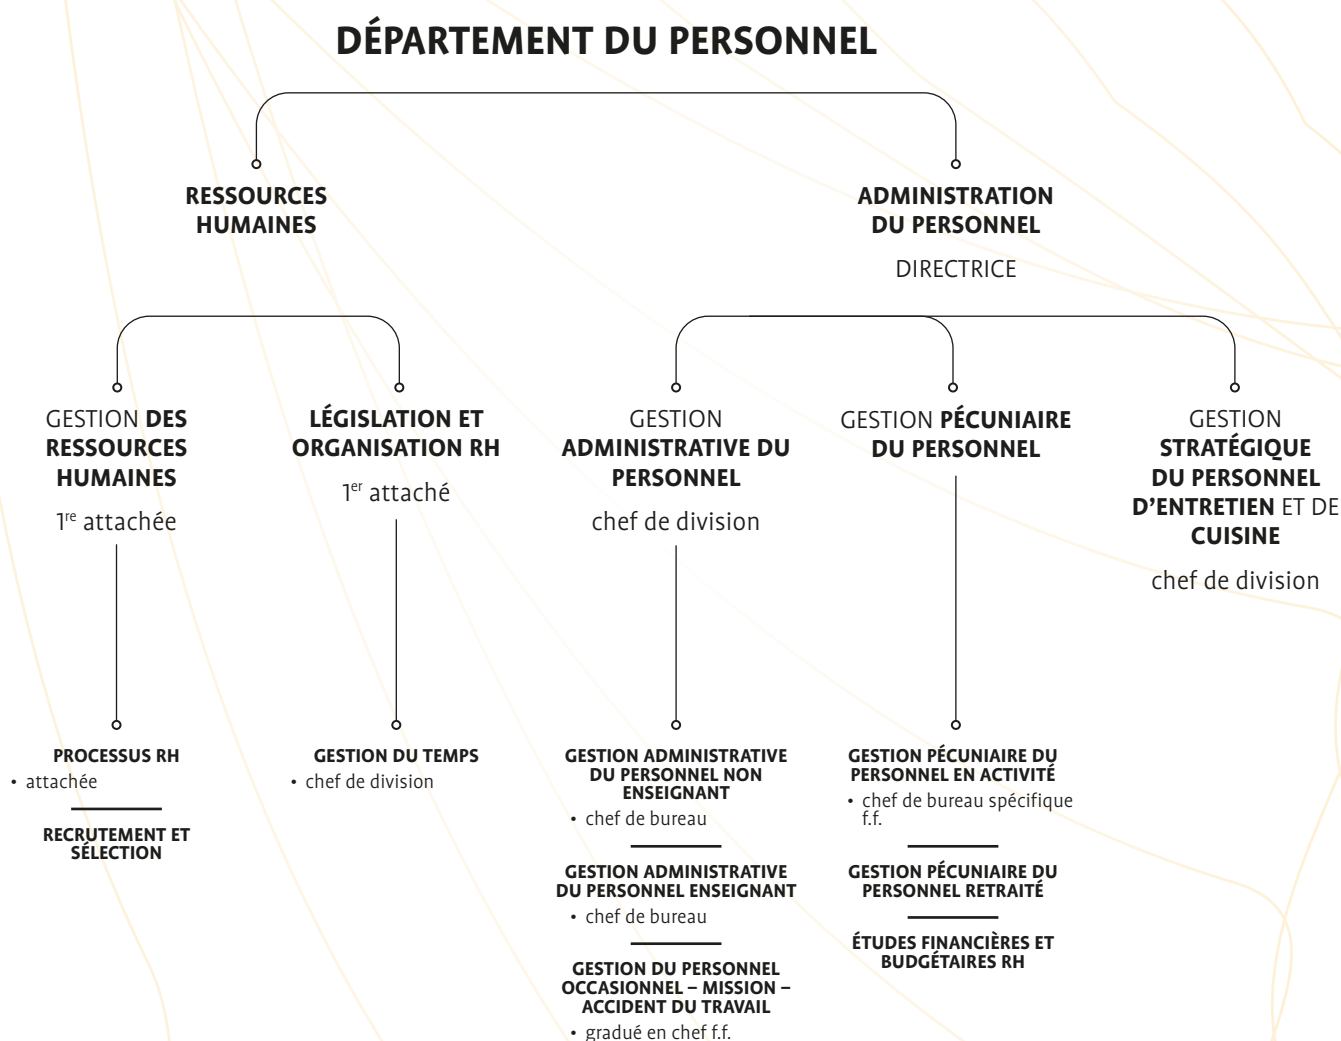 DÉPARTEMENT DU PERSONNEL
RESSOURCES
HUMAINES
ADMINISTRATION
DU PERSONNEL
DIRECTRICE
GESTION DES
RESSOURCES
HUMAINES
1re attachée
LÉGISLATION ET
ORGANISATION RH
1er attaché
GESTION
ADMINISTRATIVE DU
PERSONNEL
chef de division
GESTION PÉCUNIAIRE
DU PERSONNEL
GESTION
STRATÉGIQUE
DU PERSONNEL
D’ENTRETIEN ET DE
CUISINE
chef de division
PROCESSUS RH
• attachée
RECRUTEMENT ET
SÉLECTION
GESTION DU TEMPS
• chef de division
GESTION ADMINISTRATIVE
DU PERSONNEL NON
ENSEIGNANT
• chef de bureau
GESTION ADMINISTRATIVE
DU PERSONNEL ENSEIGNANT
• chef de bureau
GESTION DU PERSONNEL
OCCASIONNEL – MISSION –
ACCIDENT DU TRAVAIL
• gradué en chef f.f.
GESTION PÉCUNIAIRE DU
PERSONNEL EN ACTIVITÉ
• chef de bureau spécifique
f.f.
GESTION PÉCUNIAIRE DU
PERSONNEL RETRAITÉ
ÉTUDES FINANCIÈRES ET
BUDGÉTAIRES RH